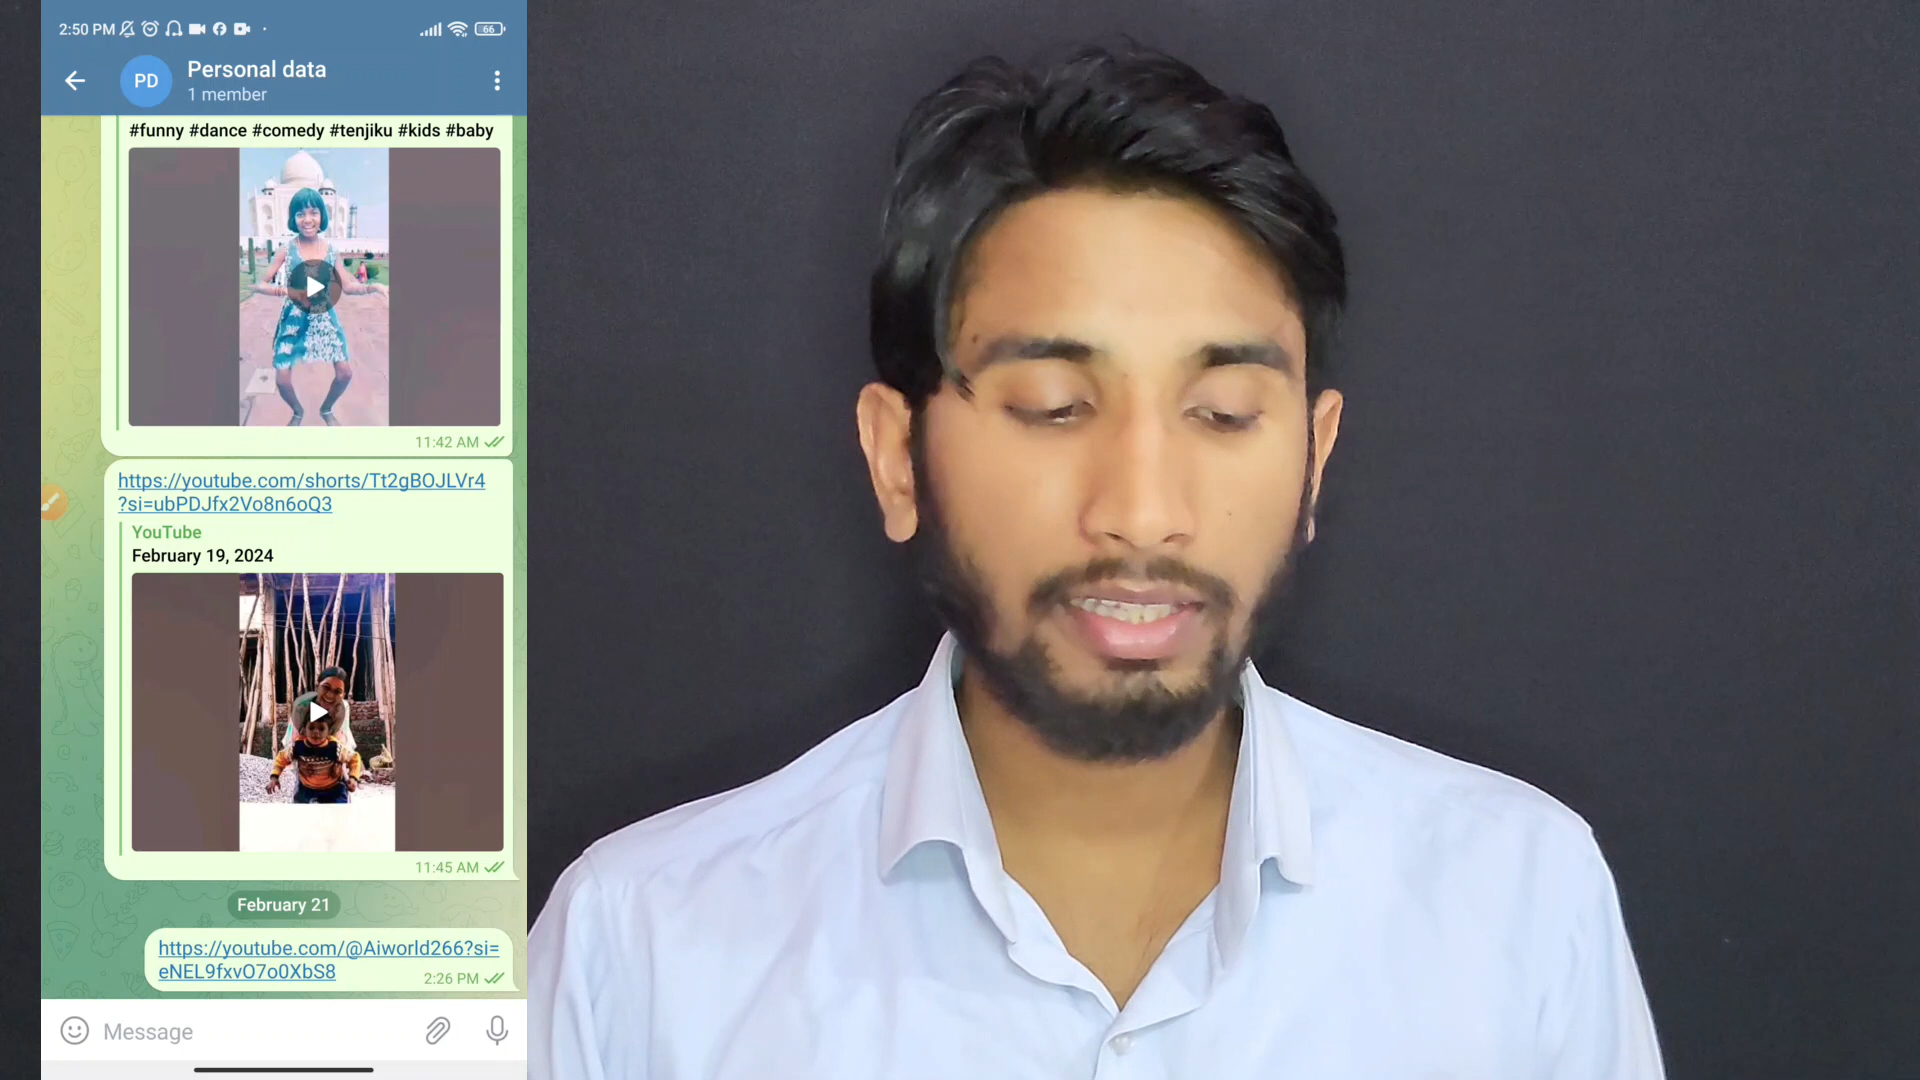 2:50 PM
66
PD
Personal data
1 member
#funny #dance #comedy #tenjiku #kids #baby
11:42 AM
https://youtube.com/shorts/Tt2gBOJLVr4
?si=ubPDJfx2Vo8n6oQ3
YouTube
February 19, 2024
11:45 AM
February 21
https://youtube.com/@Aiworld266?si=
eNEL9fxvO7o0XbS8
2:26 PM
Message